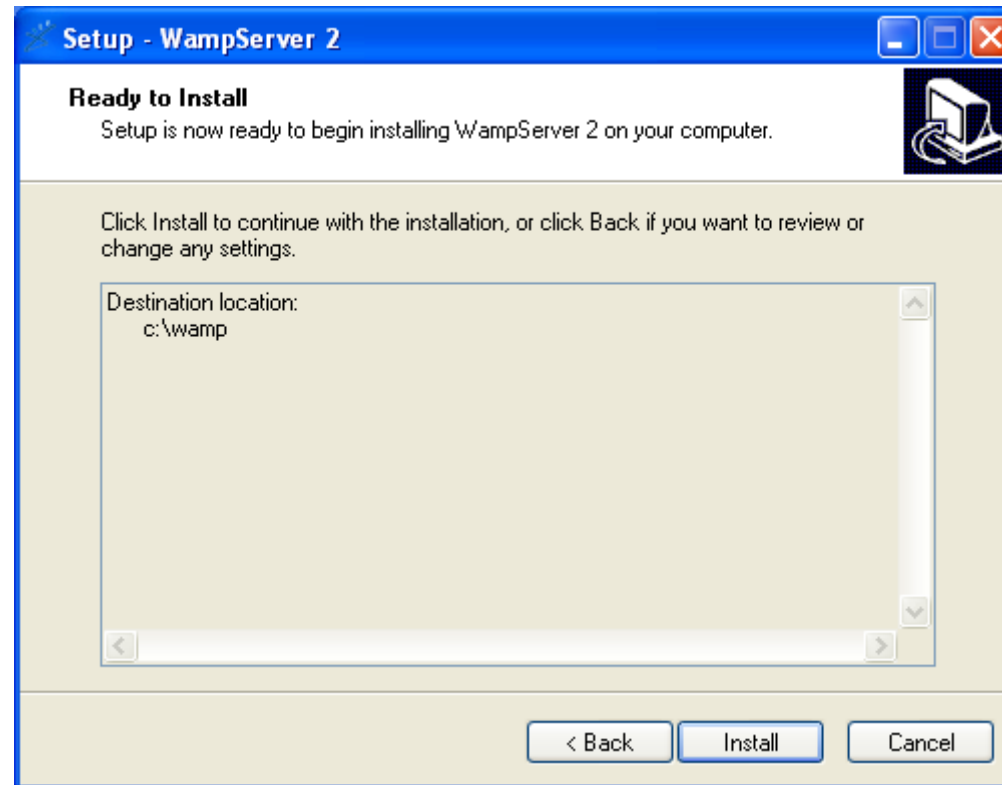 Setup - WampServer 2
Ready to Install
Setup is now ready to begin installing WampServer 2 on your computer.
Click Install to continue with the installation, or click Back if you want to review or
change any settings.
Destination location:
c:\wamp
< Back
Install
Cancel